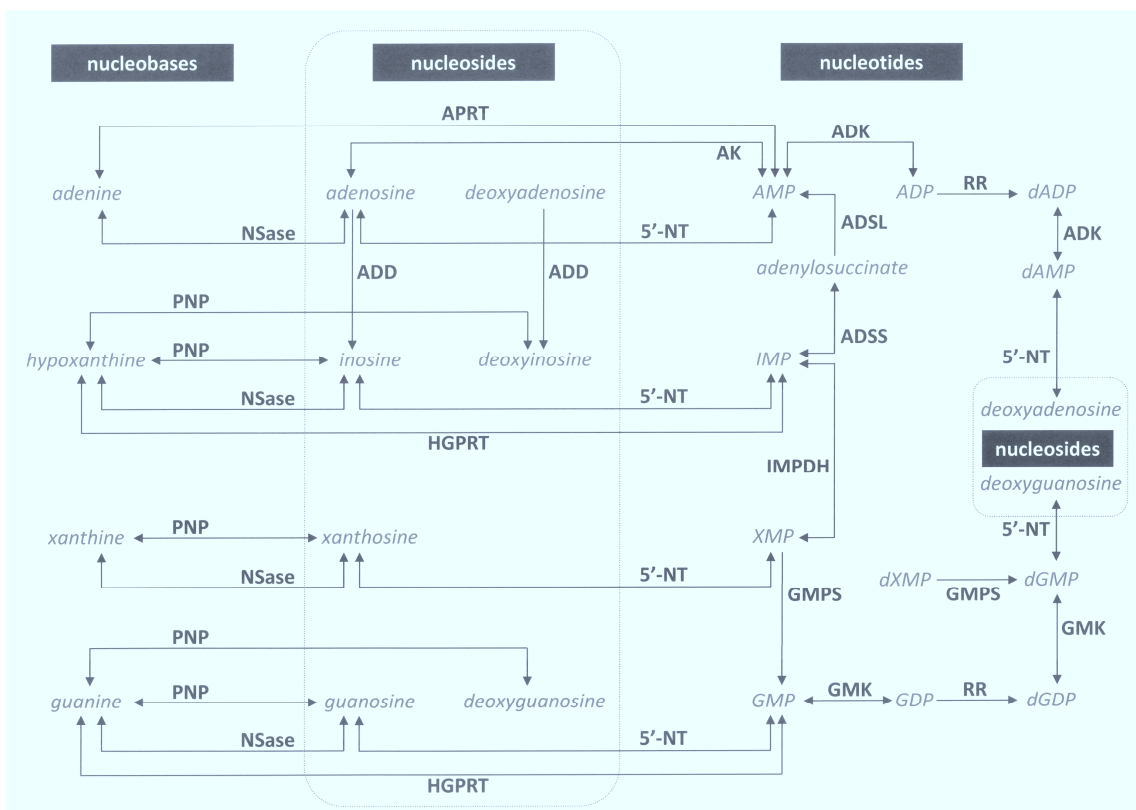 nucleobases nucleosides nucleotides
APRT
ADK
AK
adenine adenosine deoxyadenosine AMP ADP RR dADP
NSase 5’-NT ADSL ADK
ADD ADD adenylosuccinate dAMP
PNP
hypoxanthine PNP inosine deoxyinosine IMP ADSS
5’-NT
NSase 5’-NT
deoxyadenosine
HGPRT
nucleosides
IMPDH
deoxyguanosine
5’-NT
xanthine PNP xanthosine XMP
NSase 5’-NT
dXMP GMPS dGMP
GMPS
GMK
PNP
guanine PNP guanosine deoxyguanosine GMP GMK GDP RR dGDP
NSase 5’-NT
HGPRT